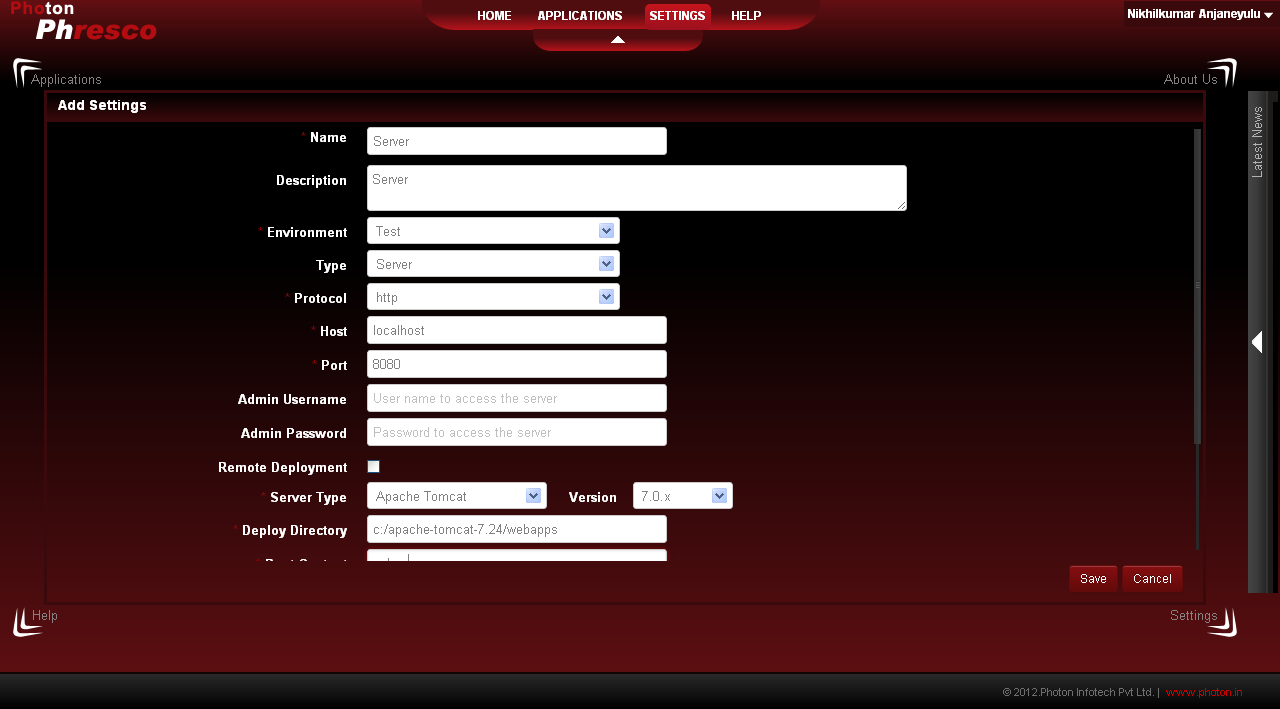 Photon
Phresco
HOME APPLICATIONS SETTINGS HELP
Nikhilkumar Anjaneyulu
Applications
About Us
Add Settings
Latest News
* Name Server
Description Server
* Environment Test
Type Server
* Protocol http
* Host localhost
* Port 8080
Admin Username User name to access the server
Admin Password Password to access the server
Remote Deployment
* Server Type Apache Tomcat Version 7.0.x
* Deploy Directory c:/apache-tomcat-7.24/webapps
Save Cancel
Help
Settings
© 2012.Photon Infotech Pvt Ltd. | www.photon.in